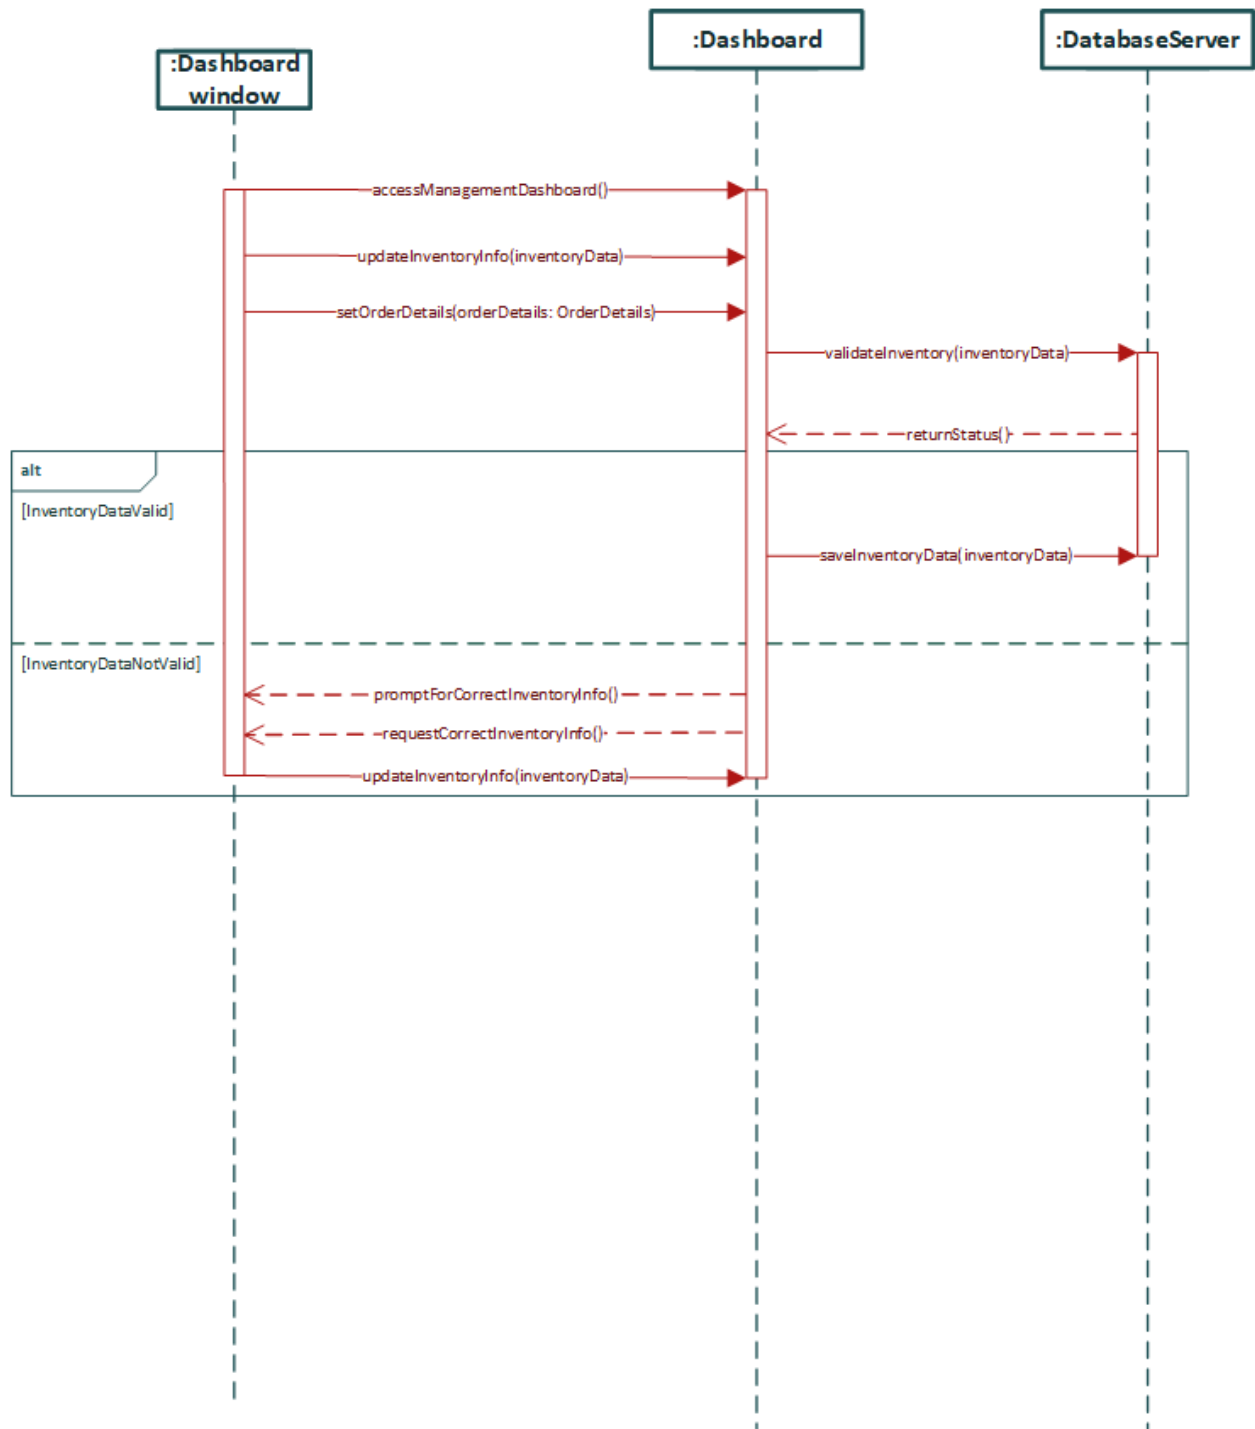 :Dashboard
window
:Dashboard
:DatabaseServer
accessManagementDashboard()
updateInventoryInfo(inventoryData)
setOrderDetails(orderDetails: OrderDetails)
validateInventory(inventoryData)
returnStatus()
alt
[InventoryDataValid]
saveInventoryData(inventoryData)
[InventoryDataNotValid]
promptForCorrectInventoryInfo()
requestCorrectInventoryInfo()
updateInventoryInfo(inventoryData)